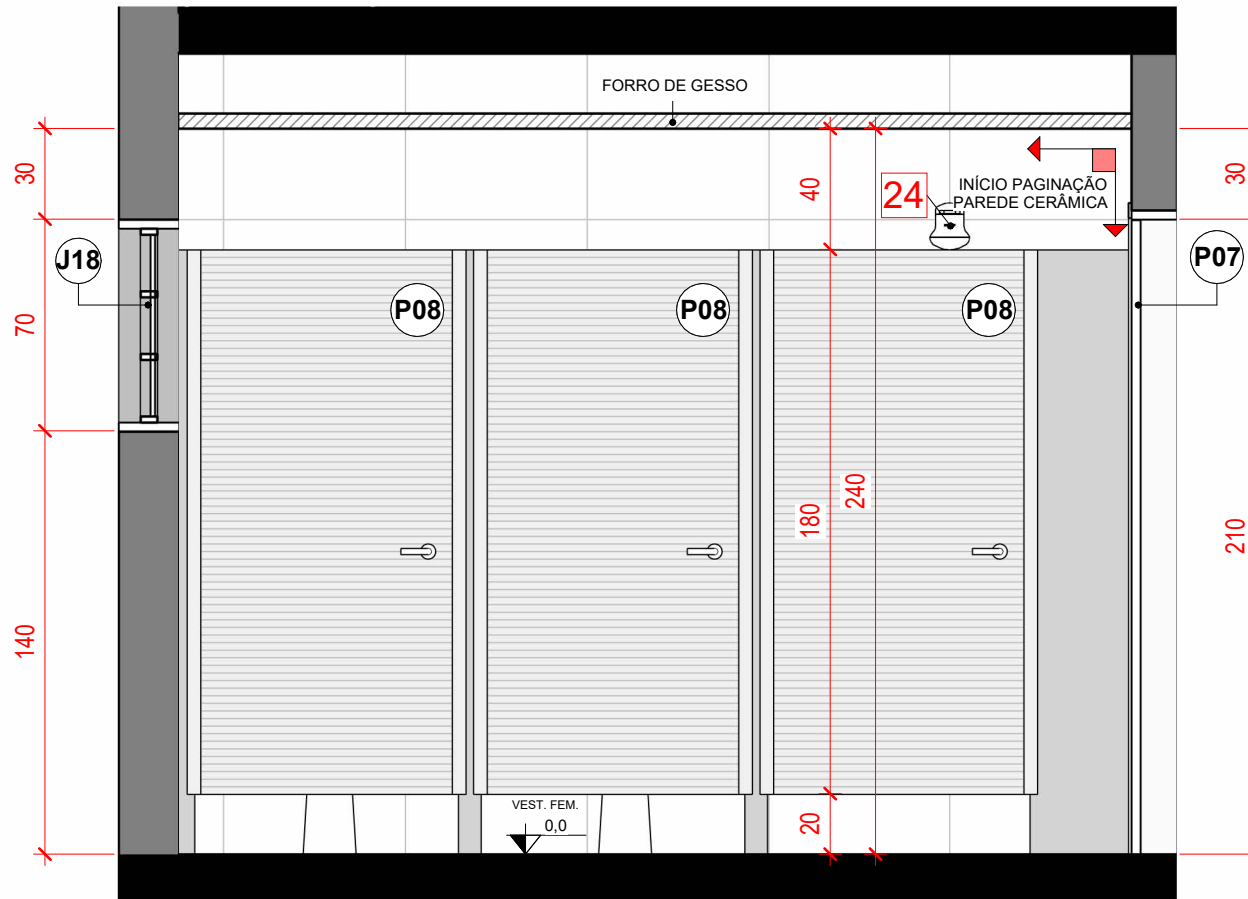 FORRO DE GESSO
30
40
24
INÍCIO PAGINAÇÃO
PAREDE CERÂMICA
30
J18
P07
P08
P08
P08
70
180
240
210
140
VEST. FEM.
0,0
20